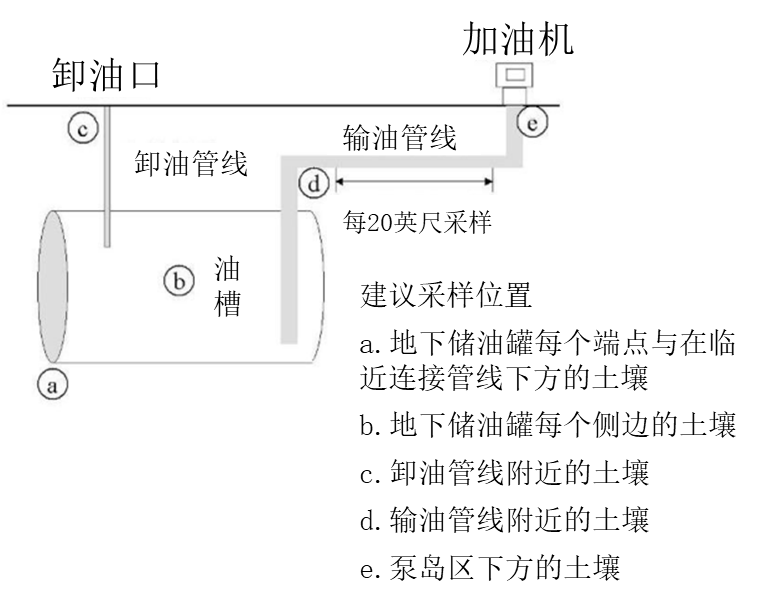 加油机
卸油口
c
e
输油管线
卸油管线
d
每20英尺采样
b
油
槽
a
建议采样位置
a.地下储油罐每个端点与在临
近连接管线下方的土壤
b.地下储油罐每个侧边的土壤
c.卸油管线附近的土壤
d.输油管线附近的土壤
e.泵岛区下方的土壤